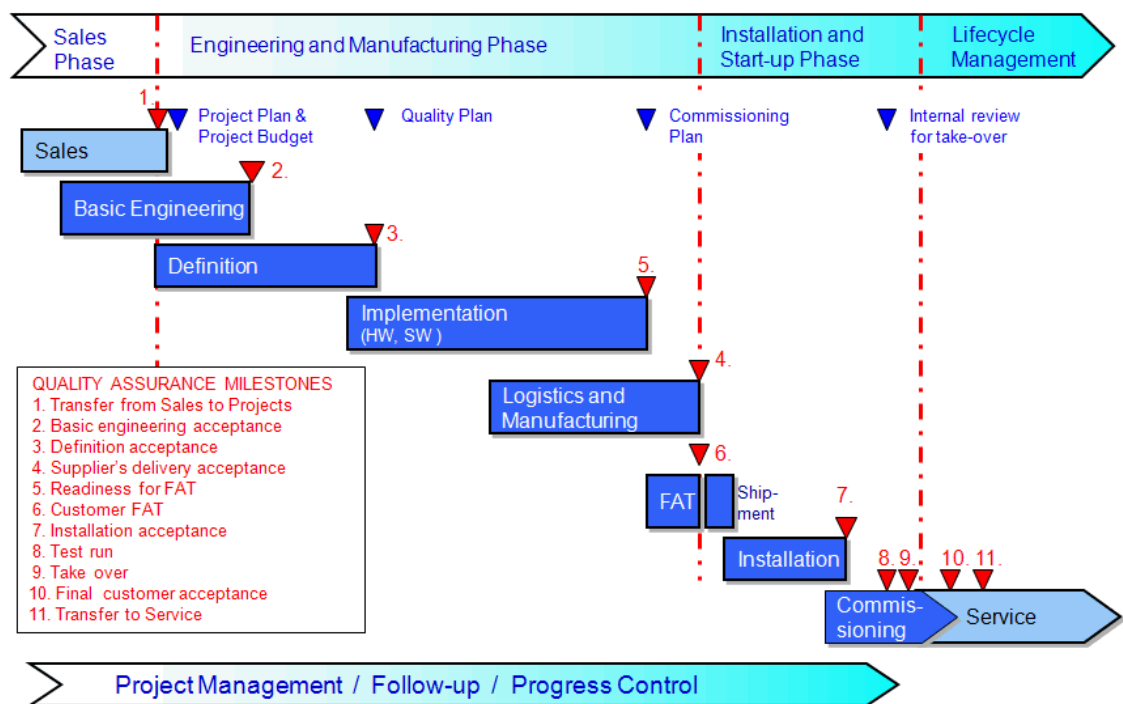 Sales
Phase
Engineering and Manufacturing Phase
Installation and
Start-up Phase
Lifecycle
Management
1.
Project Plan &
Project Budget
Quality Plan
Commissioning
Plan
Internal review
for take-over
Sales
2.
Basic Engineering
3.
Definition
5.
Implementation
(HW, SW )
4.
Logistics and
Manufacturing
QUALITY ASSURANCE MILESTONES
1. Transfer from Sales to Projects
2. Basic engineering acceptance
3. Definition acceptance
4. Supplier's delivery acceptance
5. Readiness for FAT
6. Customer FAT
7. Installation acceptance
8. Test run
9. Take over
10. Final customer acceptance
11. Transfer to Service
6.
FAT
Ship-
ment
7.
Installation
8.
9.
10.
11.
Commis-
sioning
Service
Project Management / Follow-up / Progress Control